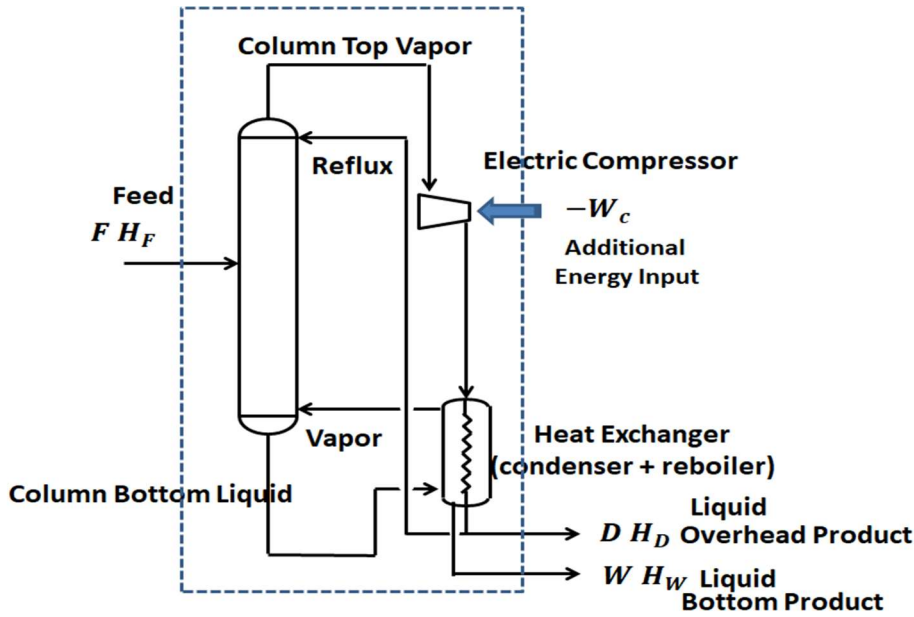 Column Top Vapor
Reflux
Electric Compressor
Feed
F H_F
−W_c
Additional
Energy Input
Vapor
Heat Exchanger
(condenser + reboiler)
Column Bottom Liquid
Liquid
D H_D Overhead Product
W H_W Liquid
Bottom Product